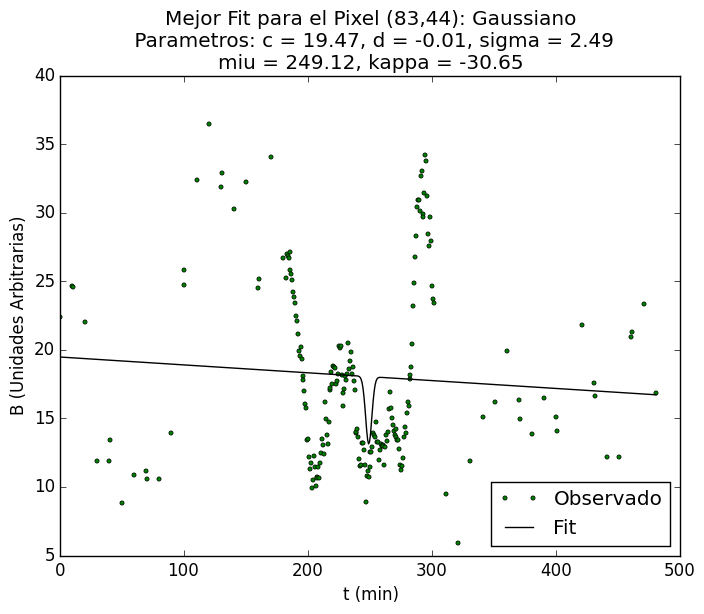 Mejor Fit para el Pixel (83,44): Gaussiano
Parametros: c = 19.47, d = -0.01, sigma = 2.49
miu = 249.12, kappa = -30.65
B (Unidades Arbitrarias)
40
35
30
25
20
15
10
5
0
100
200
300
400
500
t (min)
Observado
Fit